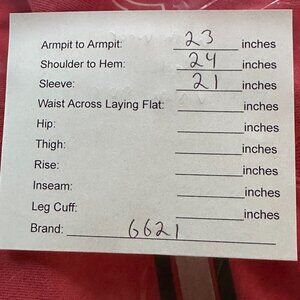 Armpit to Armpit: 23 inches
Shoulder to Hem: 24 inches
Sleeve: 21 inches
Waist Across Laying Flat: inches
Hip: inches
Thigh: inches
Rise: inches
Inseam: inches
Leg Cuff: inches
Brand: 6621